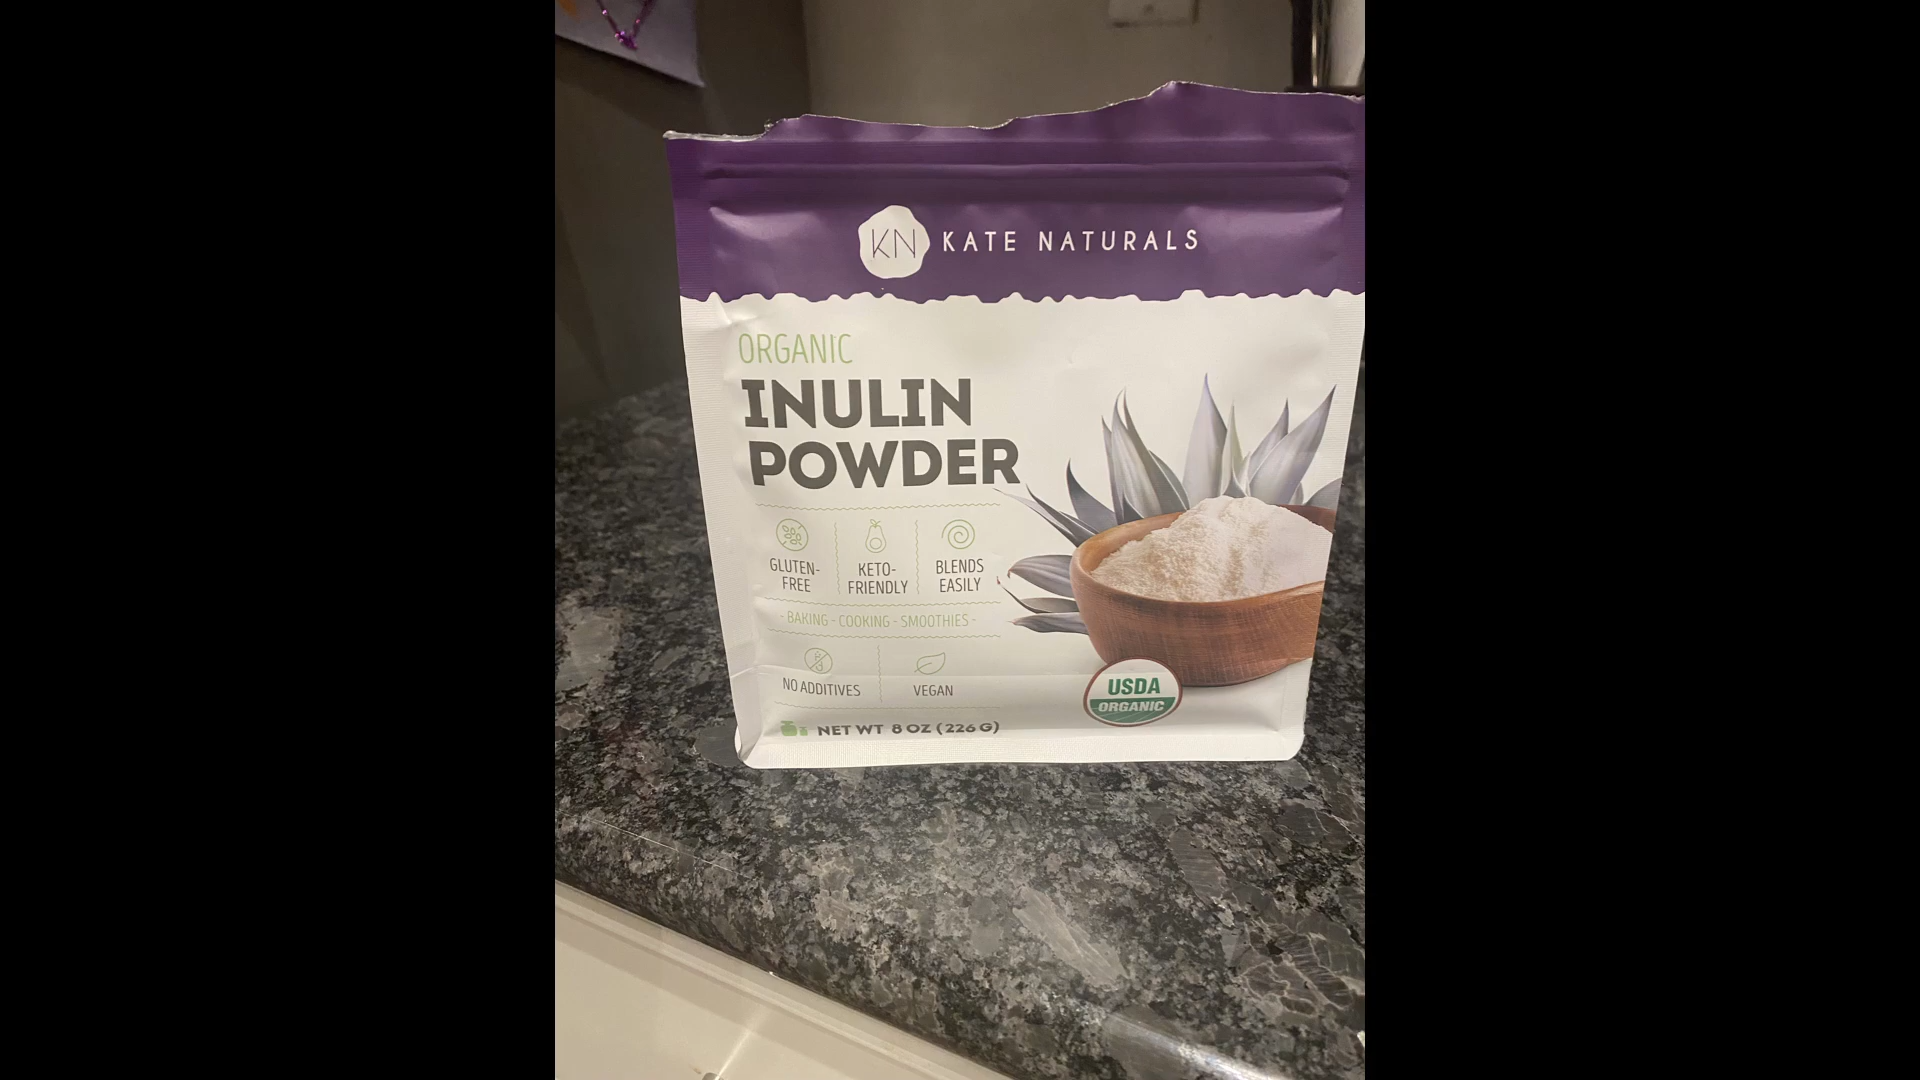 KN KATE NATURALS
ORGANIC
INULIN
POWDER
GLUTEN-
FREE
KETO-
FRIENDLY
BLENDS
EASILY
- BAKING - COOKING - SMOOTHIES -
NO ADDITIVES
VEGAN
NET WT 8 OZ (226 G)
USDA
ORGANIC